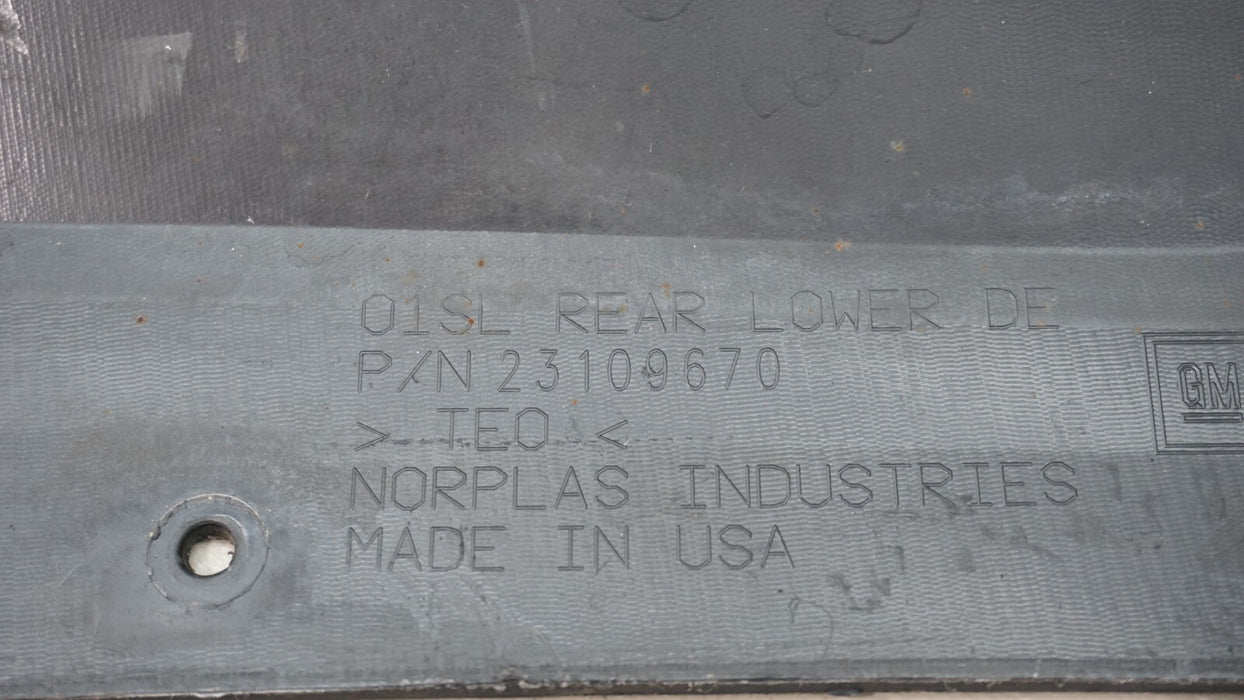 01SL REAR LOWER DE
P/N 23109670
> TEO <
NORPLAS INDUSTRIES
MADE IN USA
GM